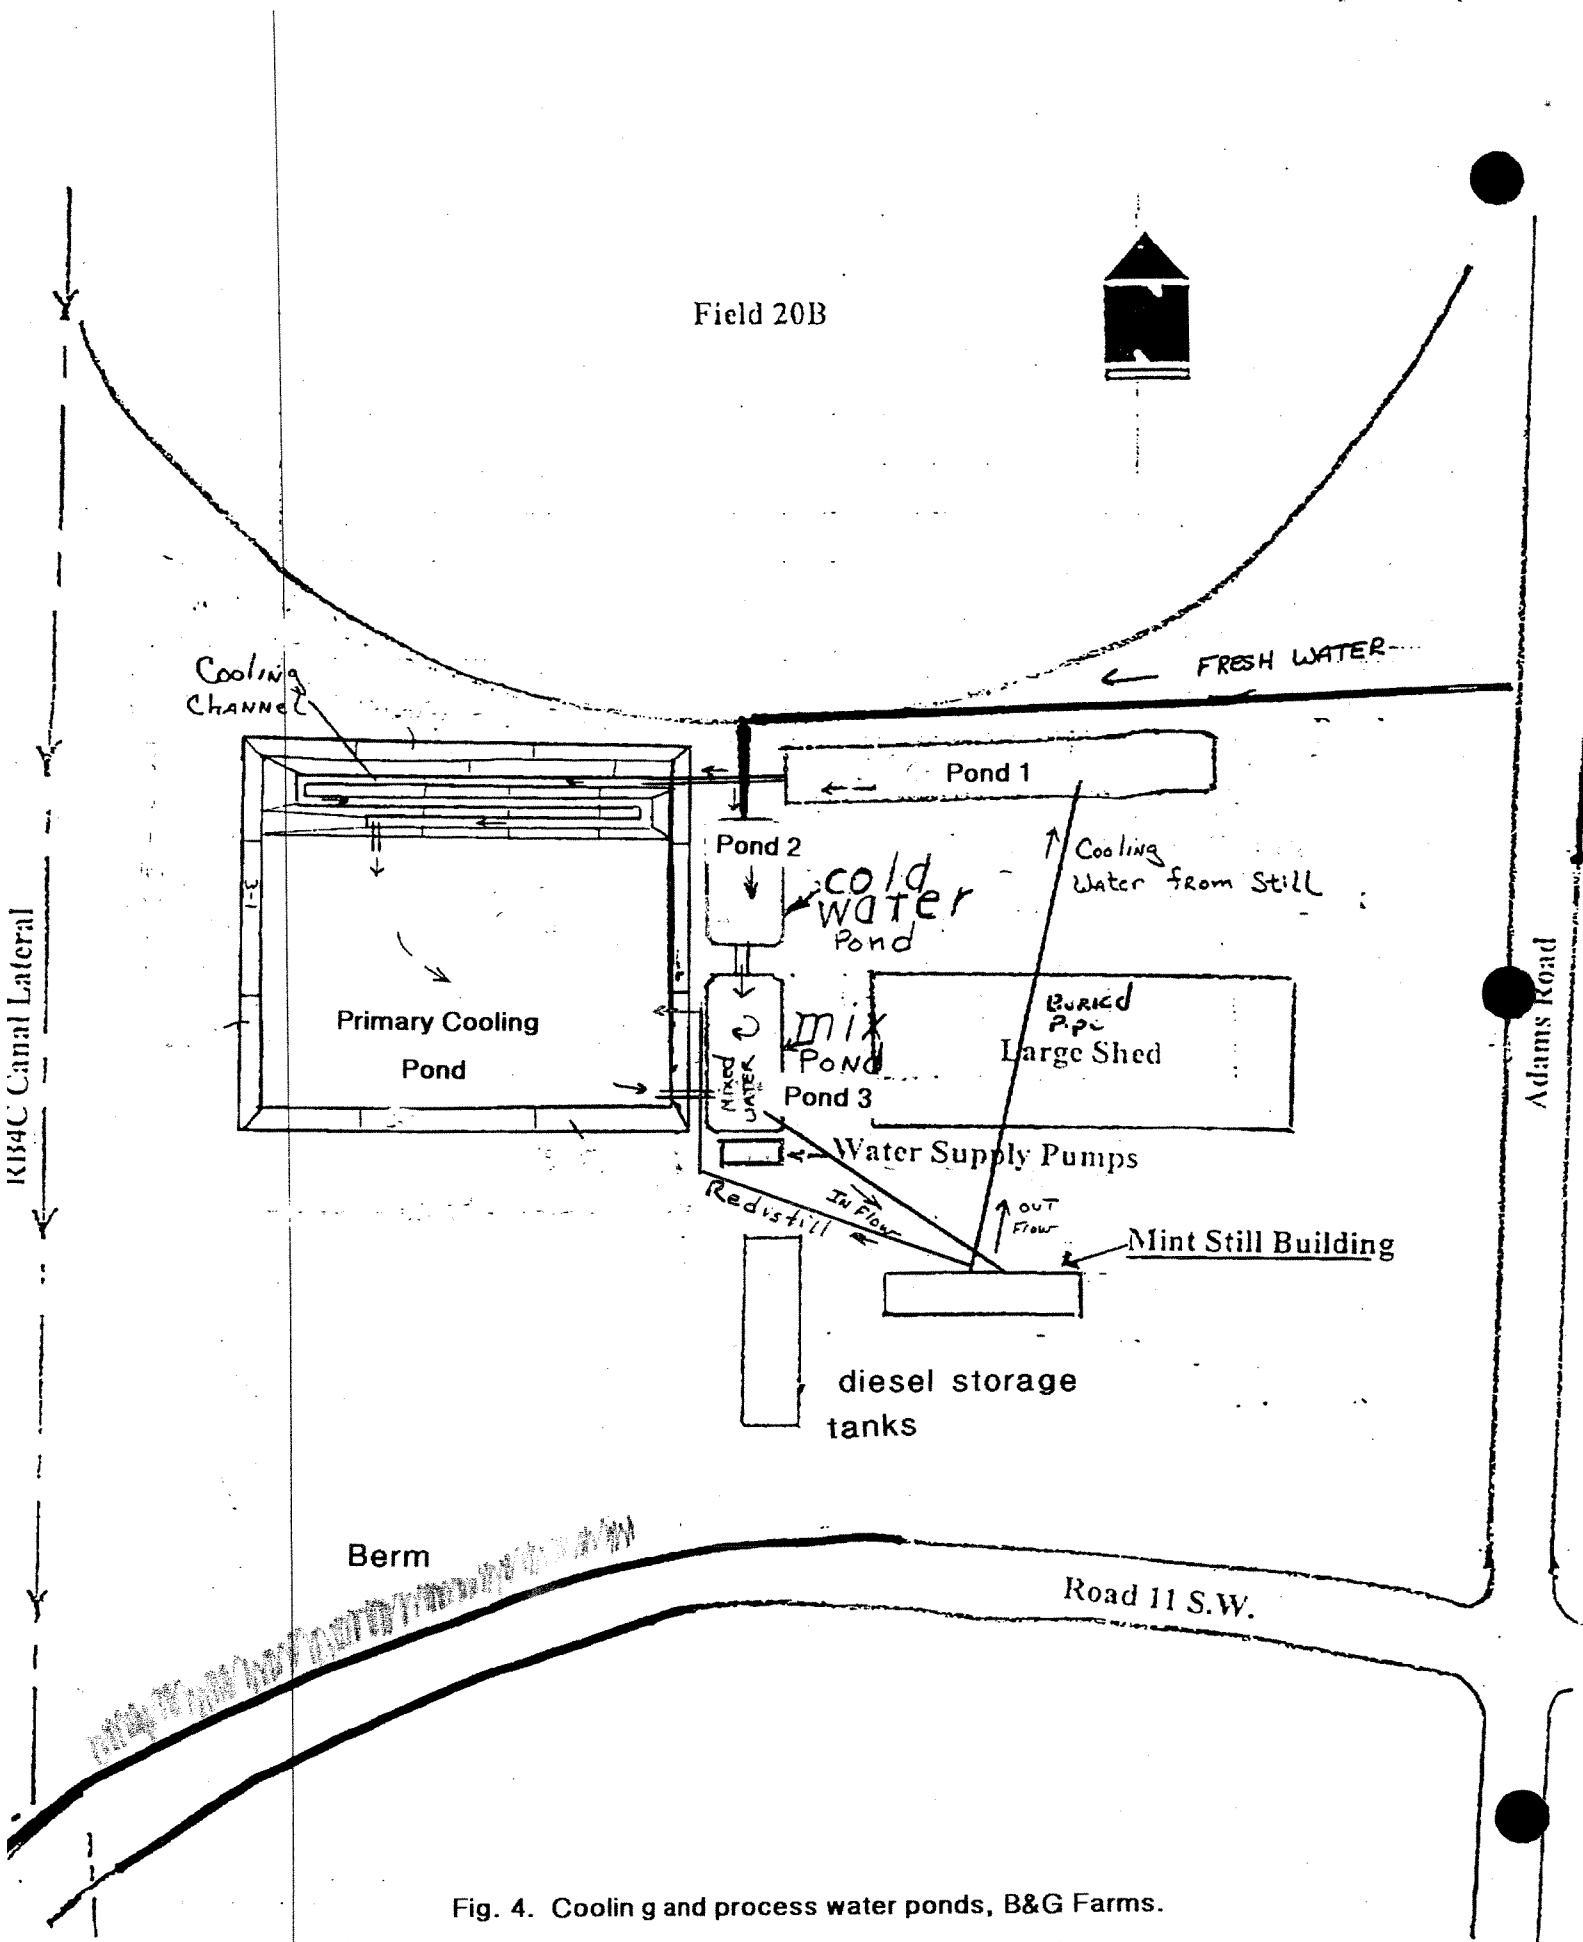 Field 20B
FRESH WATER
Cooling
Channel
Pond 1
Pond 2
Cold
Water
Pond
Cooling
Water from Still
3-1
Primary Cooling
Pond
Mix
Pond
Pond 3
Mixed
Water
Buried
Pipe
Large Shed
RB4C Canal Lateral
Adams Road
Water Supply Pumps
Redistill
In Flow
Out
Flow
Mint Still Building
diesel storage
tanks
Berm
Road 11 S.W.
Fig. 4. Coolin g and process water ponds, B&G Farms.